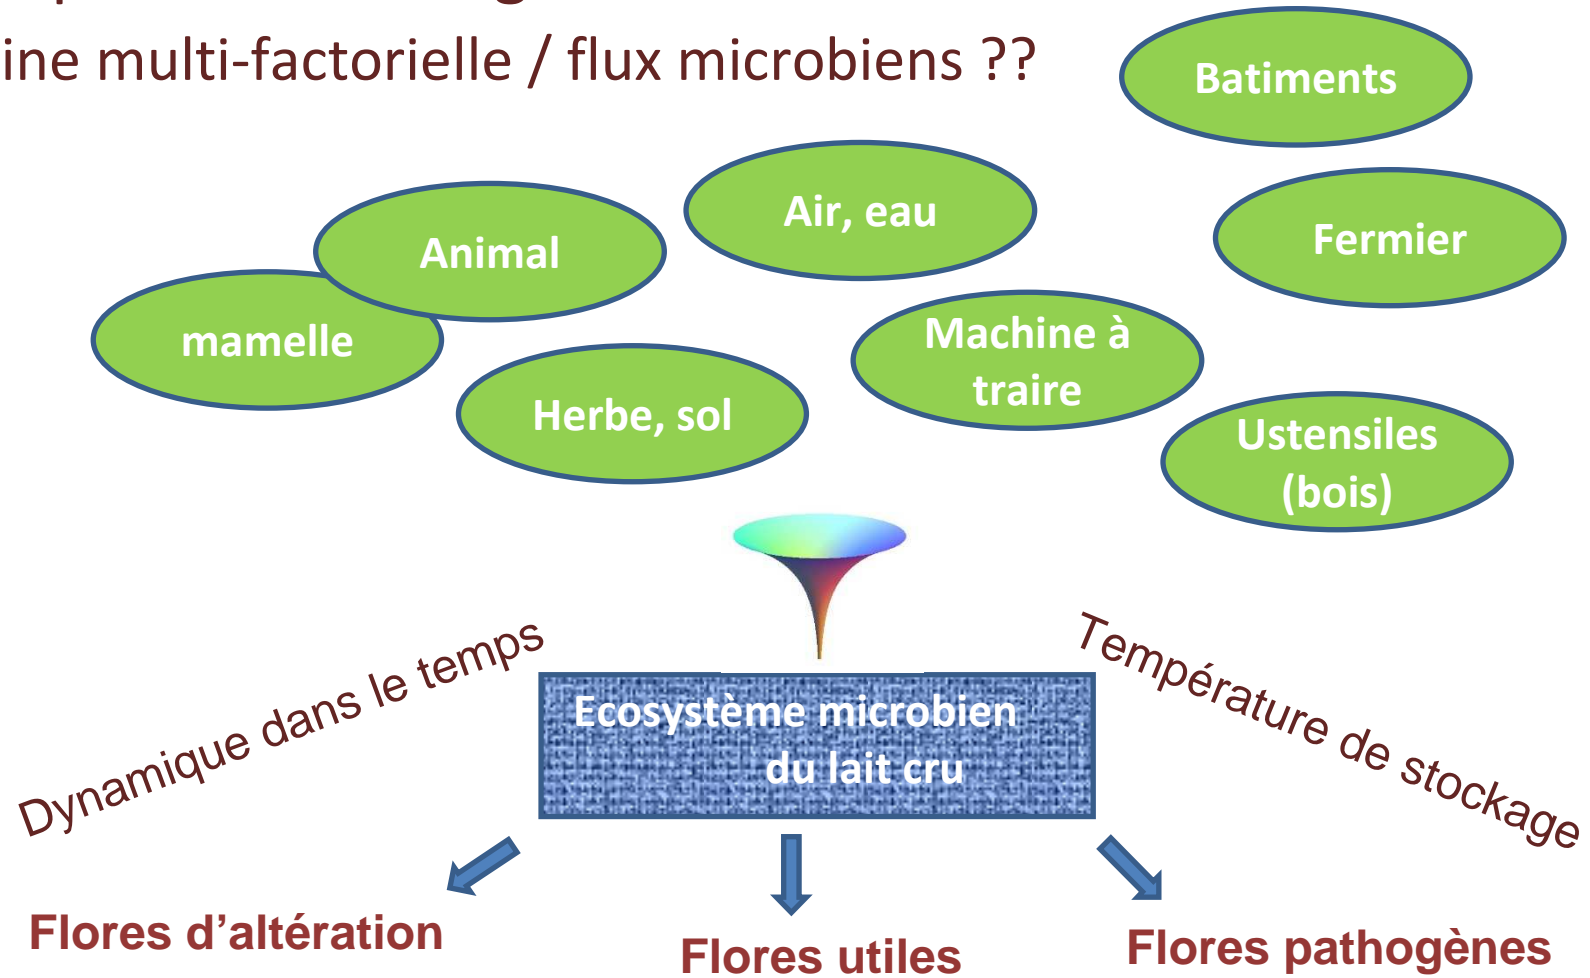 ine multi-factorielle / flux microbiens ??
Batiments
Air, eau
Fermier
Animal
mamelle
Machine à
traire
Herbe, sol
Ustensiles
(bois)
Dynamique dans le temps
Température de stockage
Ecosystème microbien
du lait cru
Flores d’altération
Flores utiles
Flores pathogènes